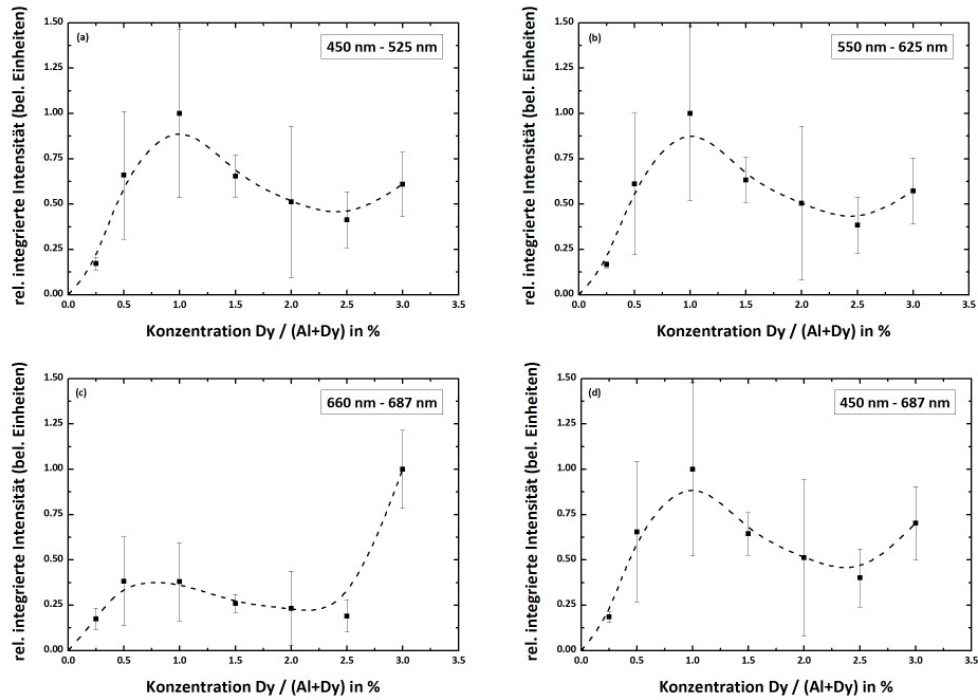 rel. integrierte Intensität (bel. Einheiten)
1.50
1.25
1.00
0.75
0.50
0.25
0.00
(a)
450 nm - 525 nm
0.0 0.5 1.0 1.5 2.0 2.5 3.0 3.5
Konzentration Dy / (Al+Dy) in %
rel. integrierte Intensität (bel. Einheiten)
1.50
1.25
1.00
0.75
0.50
0.25
0.00
(b)
550 nm - 625 nm
0.0 0.5 1.0 1.5 2.0 2.5 3.0 3.5
Konzentration Dy / (Al+Dy) in %
rel. integrierte Intensität (bel. Einheiten)
1.50
1.25
1.00
0.75
0.50
0.25
0.00
(c)
660 nm - 687 nm
0.0 0.5 1.0 1.5 2.0 2.5 3.0 3.5
Konzentration Dy / (Al+Dy) in %
rel. integrierte Intensität (bel. Einheiten)
1.50
1.25
1.00
0.75
0.50
0.25
0.00
(d)
450 nm - 687 nm
0.0 0.5 1.0 1.5 2.0 2.5 3.0 3.5
Konzentration Dy / (Al+Dy) in %